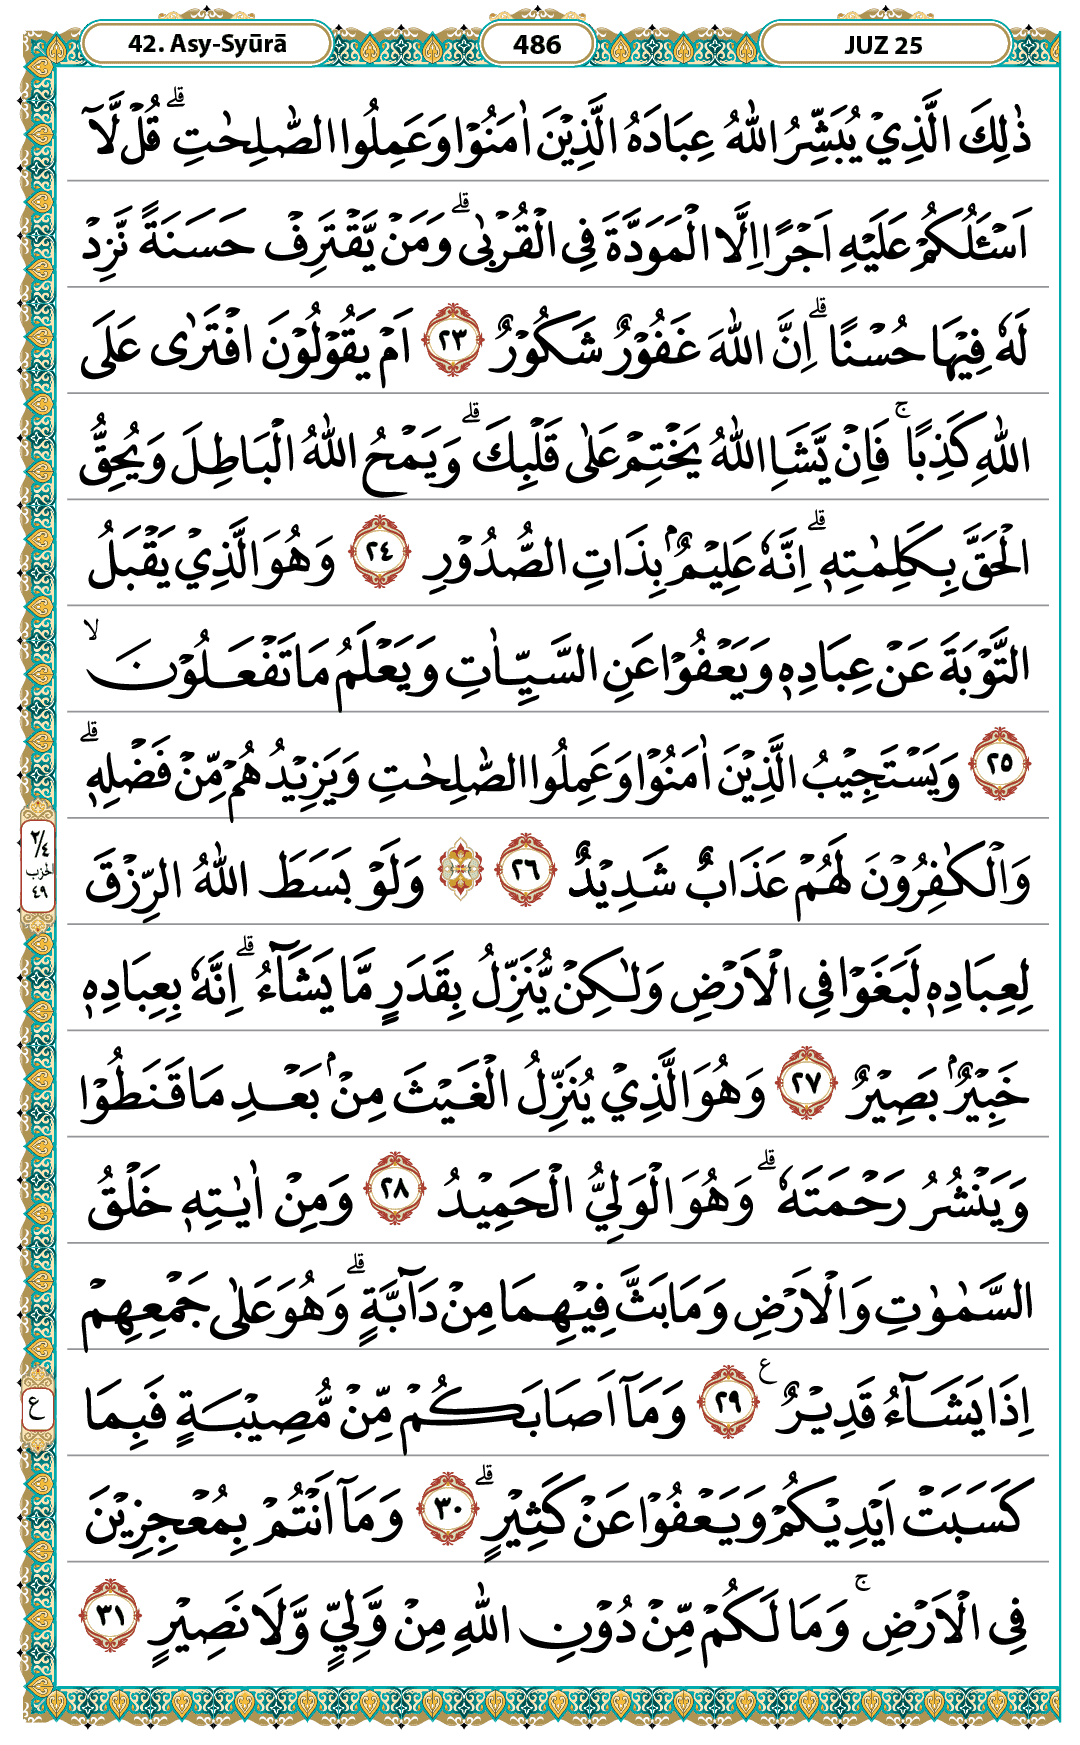 42. Asy-Syūrā 486 JUZ 25
ذٰلِكَ الَّذِيْ يُبَشِّرُ اللّٰهُ عِبَادَهُ الَّذِيْنَ اٰمَنُوْا وَعَمِلُوا الصّٰلِحٰتِۗ قُلْ لَّآ
اَسْـَٔلُكُمْ عَلَيْهِ اَجْرًا اِلَّا الْمَوَدَّةَ فِى الْقُرْبٰىۗ وَمَنْ يَّقْتَرِفْ حَسَنَةً نَّزِدْ
لَهٗ فِيْهَا حُسْنًاۗ اِنَّ اللّٰهَ غَفُوْرٌ شَكُوْرٌ ٢٣ اَمْ يَقُوْلُوْنَ افْتَرٰى عَلَى
اللّٰهِ كَذِبًاۚ فَاِنْ يَّشَاِ اللّٰهُ يَخْتِمْ عَلٰى قَلْبِكَۗ وَيَمْحُ اللّٰهُ الْبَاطِلَ وَيُحِقُّ
الْحَقَّ بِكَلِمٰتِهٖۗ اِنَّهٗ عَلِيْمٌۢ بِذَاتِ الصُّدُوْرِ ٢٤ وَهُوَ الَّذِيْ يَقْبَلُ
التَّوْبَةَ عَنْ عِبَادِهٖ وَيَعْفُوْا عَنِ السَّيِّاٰتِ وَيَعْلَمُ مَا تَفْعَلُوْنَۙ
٢٥ وَيَسْتَجِيْبُ الَّذِيْنَ اٰمَنُوْا وَعَمِلُوا الصّٰلِحٰتِ وَيَزِيْدُهُمْ مِّنْ فَضْلِهٖۗ
وَالْكٰفِرُوْنَ لَهُمْ عَذَابٌ شَدِيْدٌ ٢٦ ۞ وَلَوْ بَسَطَ اللّٰهُ الرِّزْقَ
٢/٤
الحزب
٤٩
لِعِبَادِهٖ لَبَغَوْا فِى الْاَرْضِ وَلٰكِنْ يُّنَزِّلُ بِقَدَرٍ مَّا يَشَاۤءُۗ اِنَّهٗ بِعِبَادِهٖ
خَبِيْرٌۢ بَصِيْرٌ ٢٧ وَهُوَ الَّذِيْ يُنَزِّلُ الْغَيْثَ مِنْۢ بَعْدِ مَا قَنَطُوْا
وَيَنْشُرُ رَحْمَتَهٗۗ وَهُوَ الْوَلِيُّ الْحَمِيْدُ ٢٨ وَمِنْ اٰيٰتِهٖ خَلْقُ
السَّمٰوٰتِ وَالْاَرْضِ وَمَا بَثَّ فِيْهِمَا مِنْ دَاۤبَّةٍۗ وَهُوَ عَلٰى جَمْعِهِمْ
اِذَا يَشَاۤءُ قَدِيْرٌ ࣖ ٢٩ وَمَآ اَصَابَكُمْ مِّنْ مُّصِيْبَةٍ فَبِمَا
ع
كَسَبَتْ اَيْدِيْكُمْ وَيَعْفُوْا عَنْ كَثِيْرٍۗ ٣٠ وَمَآ اَنْتُمْ بِمُعْجِزِيْنَ
فِى الْاَرْضِۚ وَمَا لَكُمْ مِّنْ دُوْنِ اللّٰهِ مِنْ وَّلِيٍّ وَّلَا نَصِيْرٍ ٣١